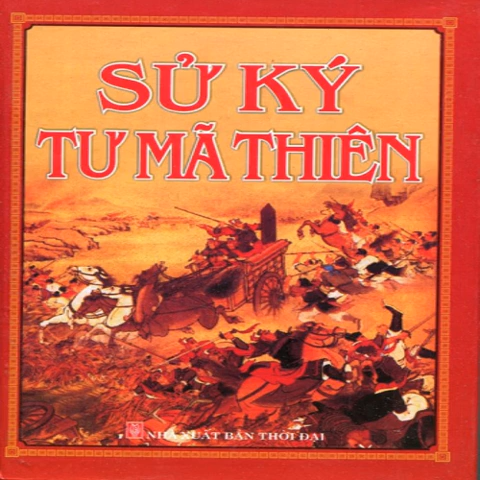 SỬ KÝ
TƯ MÃ THIÊN
NHÀ XUẤT BẢN THỜI ĐẠI